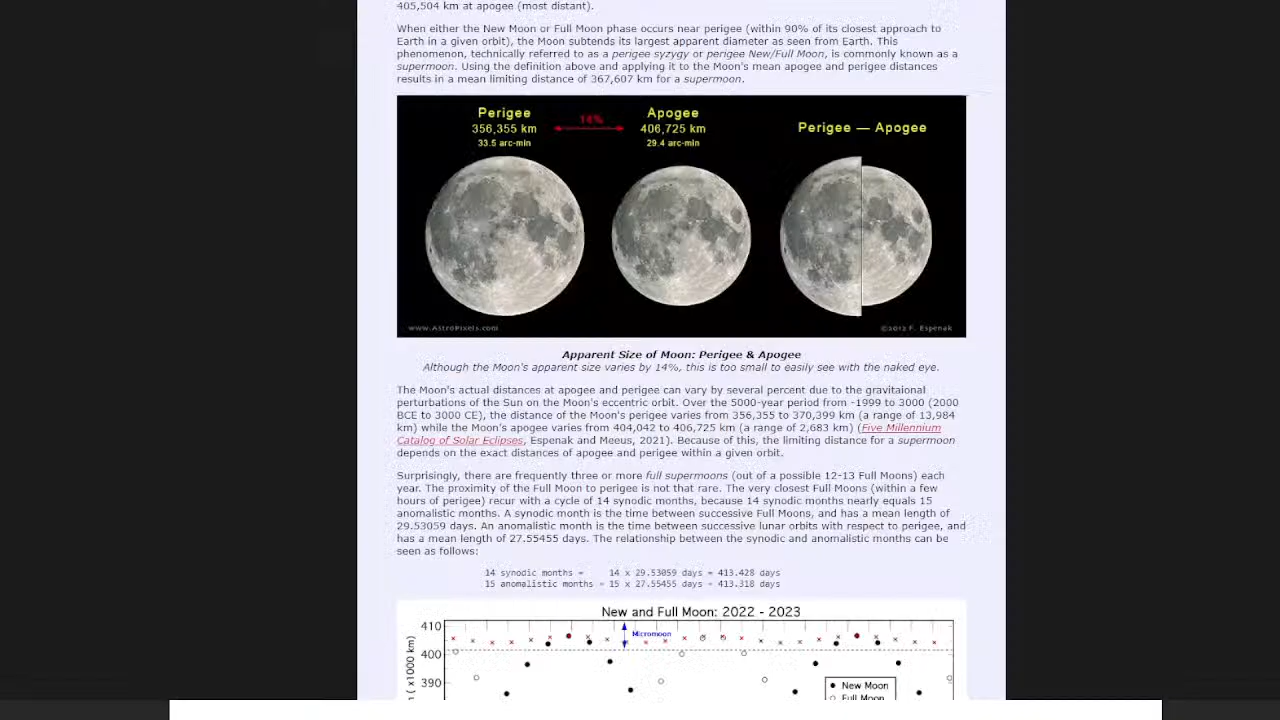 405,504 km at apogee (most distant).
When either the New Moon or Full Moon phase occurs near perigee (within 90% of its closest approach to
Earth in a given orbit), the Moon subtends its largest apparent diameter as seen from Earth. This
phenomenon, technically referred to as a perigee syzygy or perigee New/Full Moon, is commonly known as a
supermoon. Using the definition above and applying it to the Moon's mean apogee and perigee distances
results in a mean limiting distance of 367,607 km for a supermoon.
Perigee
356,355 km
33.5 arc-min
14%
Apogee
406,725 km
29.4 arc-min
Perigee — Apogee
www.AstroPixels.com
©2012 F. Espenak
Apparent Size of Moon: Perigee & Apogee
Although the Moon's apparent size varies by 14%, this is too small to easily see with the naked eye.
The Moon's actual distances at apogee and perigee can vary by several percent due to the gravitaional
perturbations of the Sun on the Moon's eccentric orbit. Over the 5000-year period from -1999 to 3000 (2000
BCE to 3000 CE), the distance of the Moon's perigee varies from 356,355 to 370,399 km (a range of 13,984
km) while the Moon's apogee varies from 404,042 to 406,725 km (a range of 2,683 km) (Five Millennium
Catalog of Solar Eclipses, Espenak and Meeus, 2021). Because of this, the limiting distance for a supermoon
depends on the exact distances of apogee and perigee within a given orbit.
Surprisingly, there are frequently three or more full supermoons (out of a possible 12-13 Full Moons) each
year. The proximity of the Full Moon to perigee is not that rare. The very closest Full Moons (within a few
hours of perigee) recur with a cycle of 14 synodic months, because 14 synodic months nearly equals 15
anomalistic months. A synodic month is the time between successive Full Moons, and has a mean length of
29.53059 days. An anomalistic month is the time between successive lunar orbits with respect to perigee, and
has a mean length of 27.55455 days. The relationship between the synodic and anomalistic months can be
seen as follows:
14 synodic months = 14 x 29.53059 days = 413.428 days
15 anomalistic months = 15 x 27.55455 days = 413.318 days
New and Full Moon: 2022 - 2023
410
Micromoon
400
390
( x1000 km)
New Moon
Full Moon